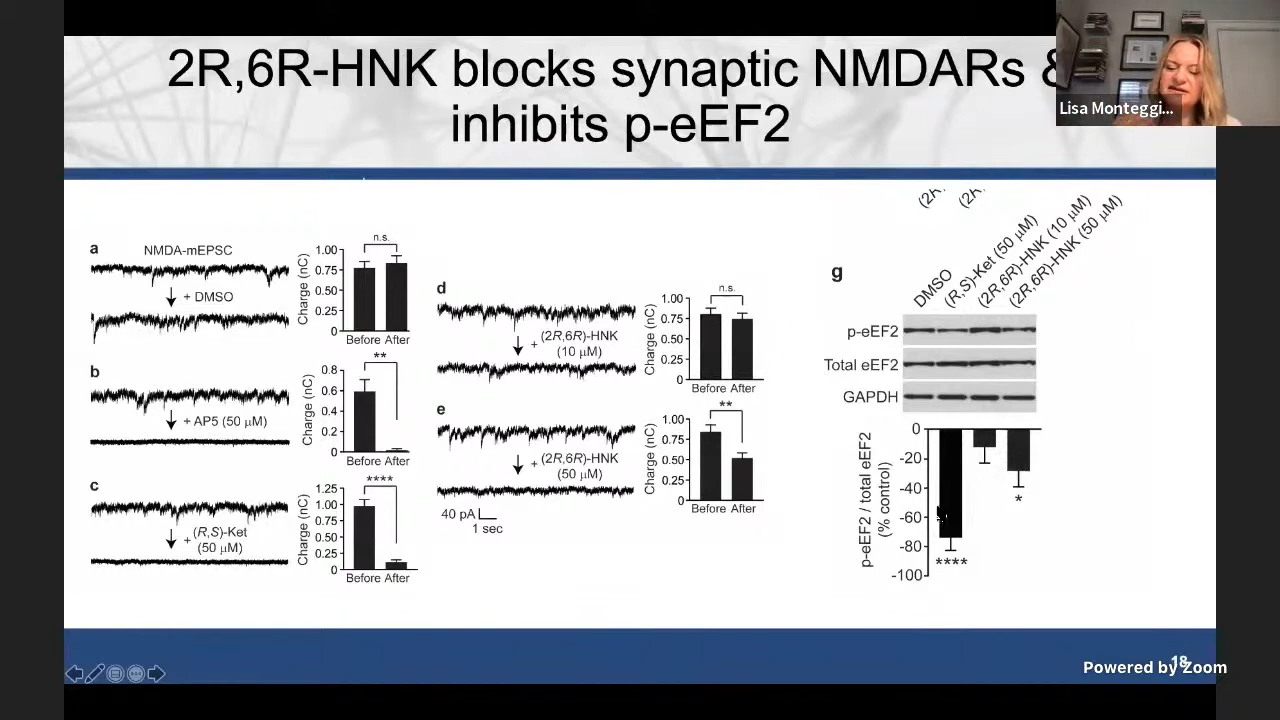 2R,6R-HNK blocks synaptic NMDARs &
inhibits p-eEF2
Lisa Monteggi...
a
NMDA-mEPSC
+ DMSO
Charge (nC)
1.00
0.75
0.50
0.25
0
n.s.
Before After
b
+ AP5 (50 µM)
Charge (nC)
0.8
0.6
0.4
0.2
0
**
Before After
c
+ (R,S)-Ket
(50 µM)
Charge (nC)
1.25
1.00
0.75
0.50
0.25
0
****
Before After
d
+ (2R,6R)-HNK
(10 µM)
Charge (nC)
1.00
0.75
0.50
0.25
0
n.s.
Before After
e
+ (2R,6R)-HNK
(50 µM)
40 pA
1 sec
Charge (nC)
1.00
0.75
0.50
0.25
0
**
Before After
g
(2R,
(2R,
DMSO
(R,S)-Ket (50 µM)
(2R,6R)-HNK (10 µM)
(2R,6R)-HNK (50 µM)
p-eEF2
Total eEF2
GAPDH
p-eEF2 / total eEF2
(% control)
0
-20
-40
-60
-80
-100
****
*
18
Powered by Zoom